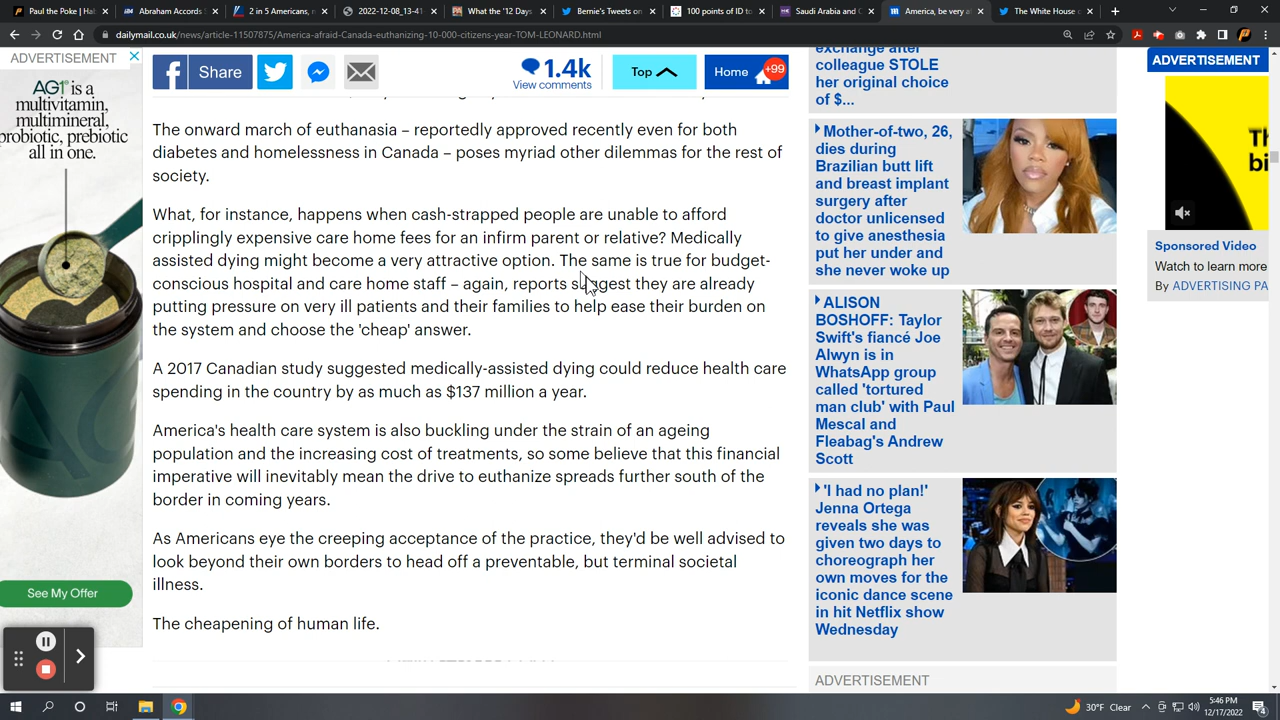 Paul the Poke | Hal
2 in 5 American
2022-12-08_13-41
What the '12 Days
Bernie's Tweets on
100 points of ID to
Saudi Arabia and C
America, be very a
The Twitter Files P
dailymail.co.uk/news/article-11507875/America-afraid-Canada-euthanizing-10-000-citizens-year-TOM-LEONARD.html
ADVERTISEMENT
AG1 is a
multivitamin,
multimineral,
probiotic, prebiotic
all in one.
See My Offer
Share
1.4k
View comments
Top
Home
+99
The onward march of euthanasia – reportedly approved recently even for both
diabetes and homelessness in Canada – poses myriad other dilemmas for the rest of
society.
What, for instance, happens when cash-strapped people are unable to afford
cripplingly expensive care home fees for an infirm parent or relative? Medically
assisted dying might become a very attractive option. The same is true for budget-
conscious hospital and care home staff – again, reports suggest they are already
putting pressure on very ill patients and their families to help ease their burden on
the system and choose the 'cheap' answer.
A 2017 Canadian study suggested medically-assisted dying could reduce health care
spending in the country by as much as $137 million a year.
America's health care system is also buckling under the strain of an ageing
population and the increasing cost of treatments, so some believe that this financial
imperative will inevitably mean the drive to euthanize spreads further south of the
border in coming years.
As Americans eye the creeping acceptance of the practice, they'd be well advised to
look beyond their own borders to head off a preventable, but terminal societal
illness.
The cheapening of human life.
exchange after
colleague STOLE
her original choice
of $...
Mother-of-two, 26,
dies during
Brazilian butt lift
and breast implant
surgery after
doctor unlicensed
to give anesthesia
put her under and
she never woke up
ALISON
BOSHOFF: Taylor
Swift's fiancé Joe
Alwyn is in
WhatsApp group
called 'tortured
man club' with Paul
Mescal and
Fleabag's Andrew
Scott
'I had no plan!'
Jenna Ortega
reveals she was
given two days to
choreograph her
own moves for the
iconic dance scene
in hit Netflix show
Wednesday
ADVERTISEMENT
ADVERTISEMENT
Th
bi
Sponsored Video
Watch to learn more
By ADVERTISING PA
30°F Clear
5:46 PM
12/17/2022
4